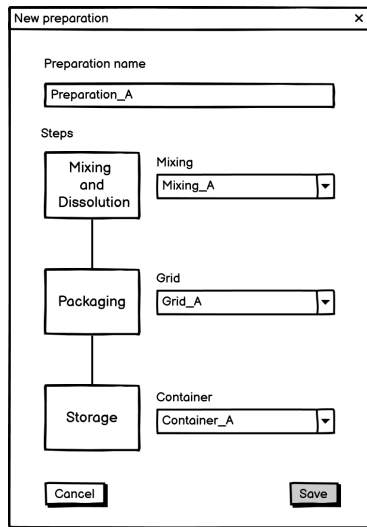 New preparation
×
Preparation name
Preparation_A
Steps
Mixing
and
Dissolution
Mixing
Mixing_A
Packaging
Grid
Grid_A
Storage
Container
Container_A
Cancel
Save